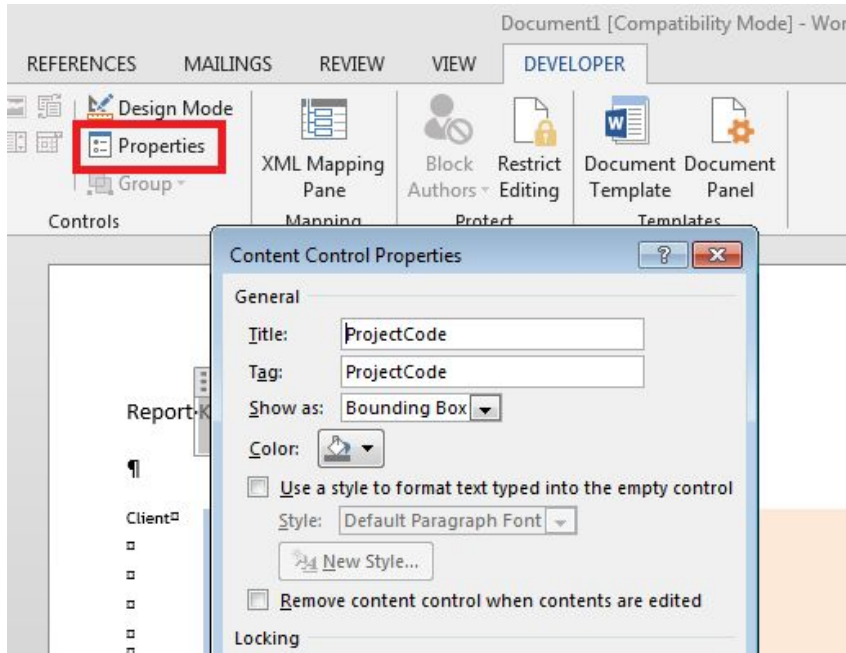 Document1 [Compatibility Mode] - Wor
REFERENCES MAILINGS REVIEW VIEW DEVELOPER
Design Mode
Properties
Group
XML Mapping Pane
Block Authors
Restrict Editing
Document Template
Document Panel
Controls Mapping Protect Templates
Content Control Properties
?
General
Title: ProjectCode
Tag: ProjectCode
Report·K
Show as: Bounding Box
Color:
¶
Use a style to format text typed into the empty control
Client¤
Style: Default Paragraph Font
New Style...
Remove content control when contents are edited
Locking